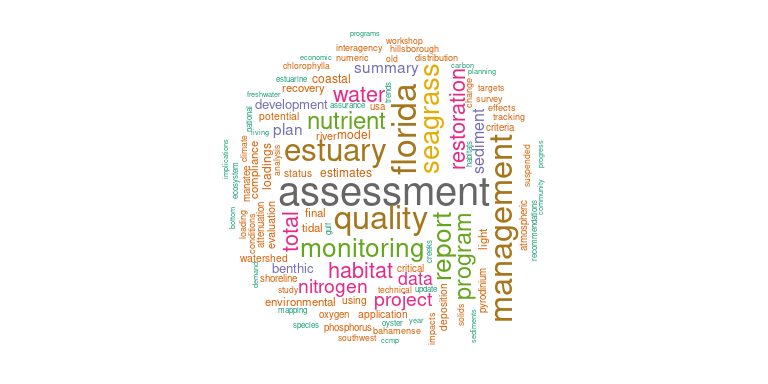 programs
workshop
interagency
hillsborough
economic
numeric
old
distribution
chlorophylla
summary
carbon
planning
estuarine
coastal
seagrass
restoration
change
targets
recovery
florida
trends
freshwater
water
survey
development
assurance
usa
effects
potential
nutrient
tracking
national
living
plan
river
model
sediment
criteria
climate
analysis
estuary
habitats
management
suspended
progress
implications
ecosystem
manatee
compliance
loadings
status
estimates
assessment
community
bottom
loading
conditions
attenuation
evaluation
total
final
quality
tidal
gulf
report
program
light
atmospheric
recommendations
monitoring
creeks
watershed
demand
benthic
habitat
critical
shoreline
data
pyrodinium
study
nitrogen
technical
update
deposition
environmental
using
project
solids
mapping
oxygen
application
impacts
sediments
species
phosphorus
oyster
year
bahamense
southwest
ccmp